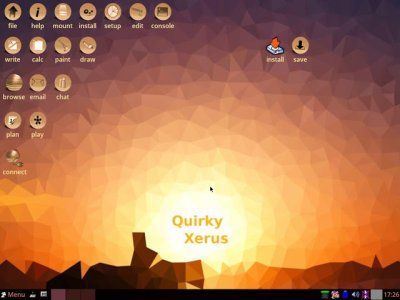 file help mount install setup edit console
write calc paint draw install save
browse email chat
plan play
connect
Quirky
Xerus
Menu 17:26